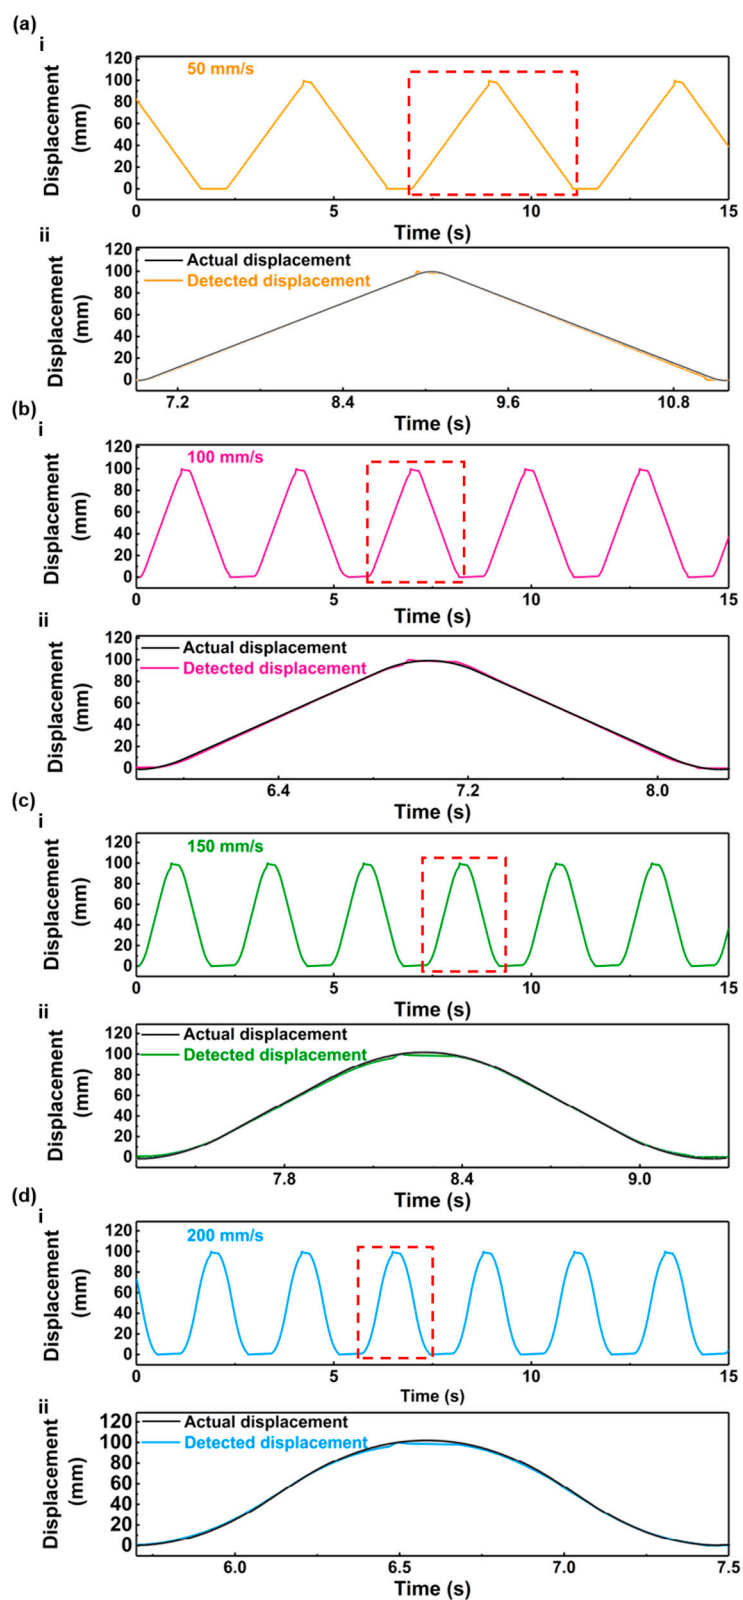 (a)
i
50 mm/s
Displacement
(mm)
120
100
80
60
40
20
0
0 5 10 15
Time (s)
ii
Actual displacement
Detected displacement
Displacement
(mm)
120
100
80
60
40
20
0
7.2 8.4 9.6 10.8
Time (s)
(b)
i
100 mm/s
Displacement
(mm)
120
100
80
60
40
20
0
0 5 10 15
Time (s)
ii
Actual displacement
Detected displacement
Displacement
(mm)
120
100
80
60
40
20
0
6.4 7.2 8.0
Time (s)
(c)
i
150 mm/s
Displacement
(mm)
120
100
80
60
40
20
0
0 5 10 15
Time (s)
ii
Actual displacement
Detected displacement
Displacement
(mm)
120
100
80
60
40
20
0
7.8 8.4 9.0
Time (s)
(d)
i
200 mm/s
Displacement
(mm)
120
100
80
60
40
20
0
0 5 10 15
Time (s)
ii
Actual displacement
Detected displacement
Displacement
(mm)
120
100
80
60
40
20
0
6.0 6.5 7.0 7.5
Time (s)